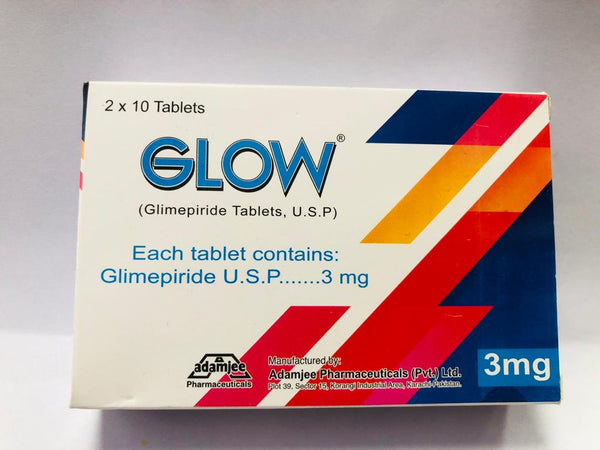 2 x 10 Tablets
GLOW®
(Glimepiride Tablets, U.S.P)
Each tablet contains:
Glimepiride U.S.P.......3 mg
adamjee
Pharmaceuticals
Manufactured by:
Adamjee Pharmaceuticals (Pvt.) Ltd.
Plot 39, Sector 15, Korangi Industrial Area, Karachi-Pakistan.
3mg